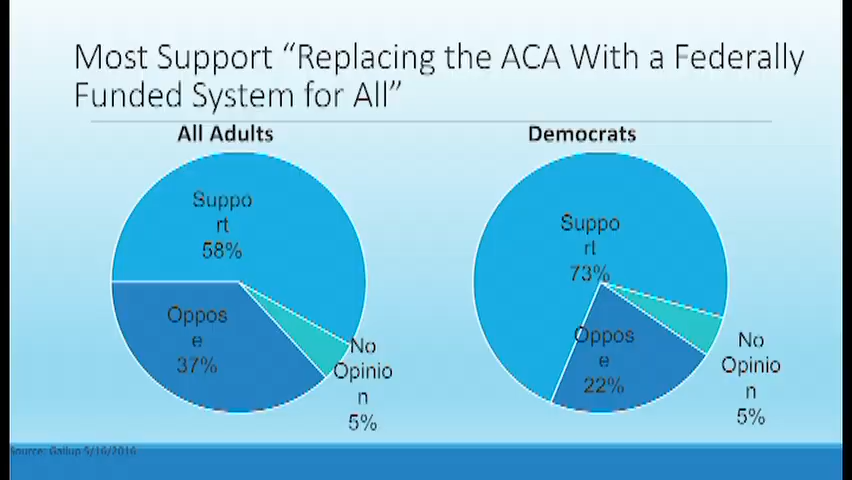 Most Support “Replacing the ACA With a Federally
Funded System for All”
All Adults
Suppo
rt
58%
Oppos
e
37%
No
Opinio
n
5%
Democrats
Suppo
rt
73%
Oppos
e
22%
No
Opinio
n
5%
Source: Gallup 5/16/2016